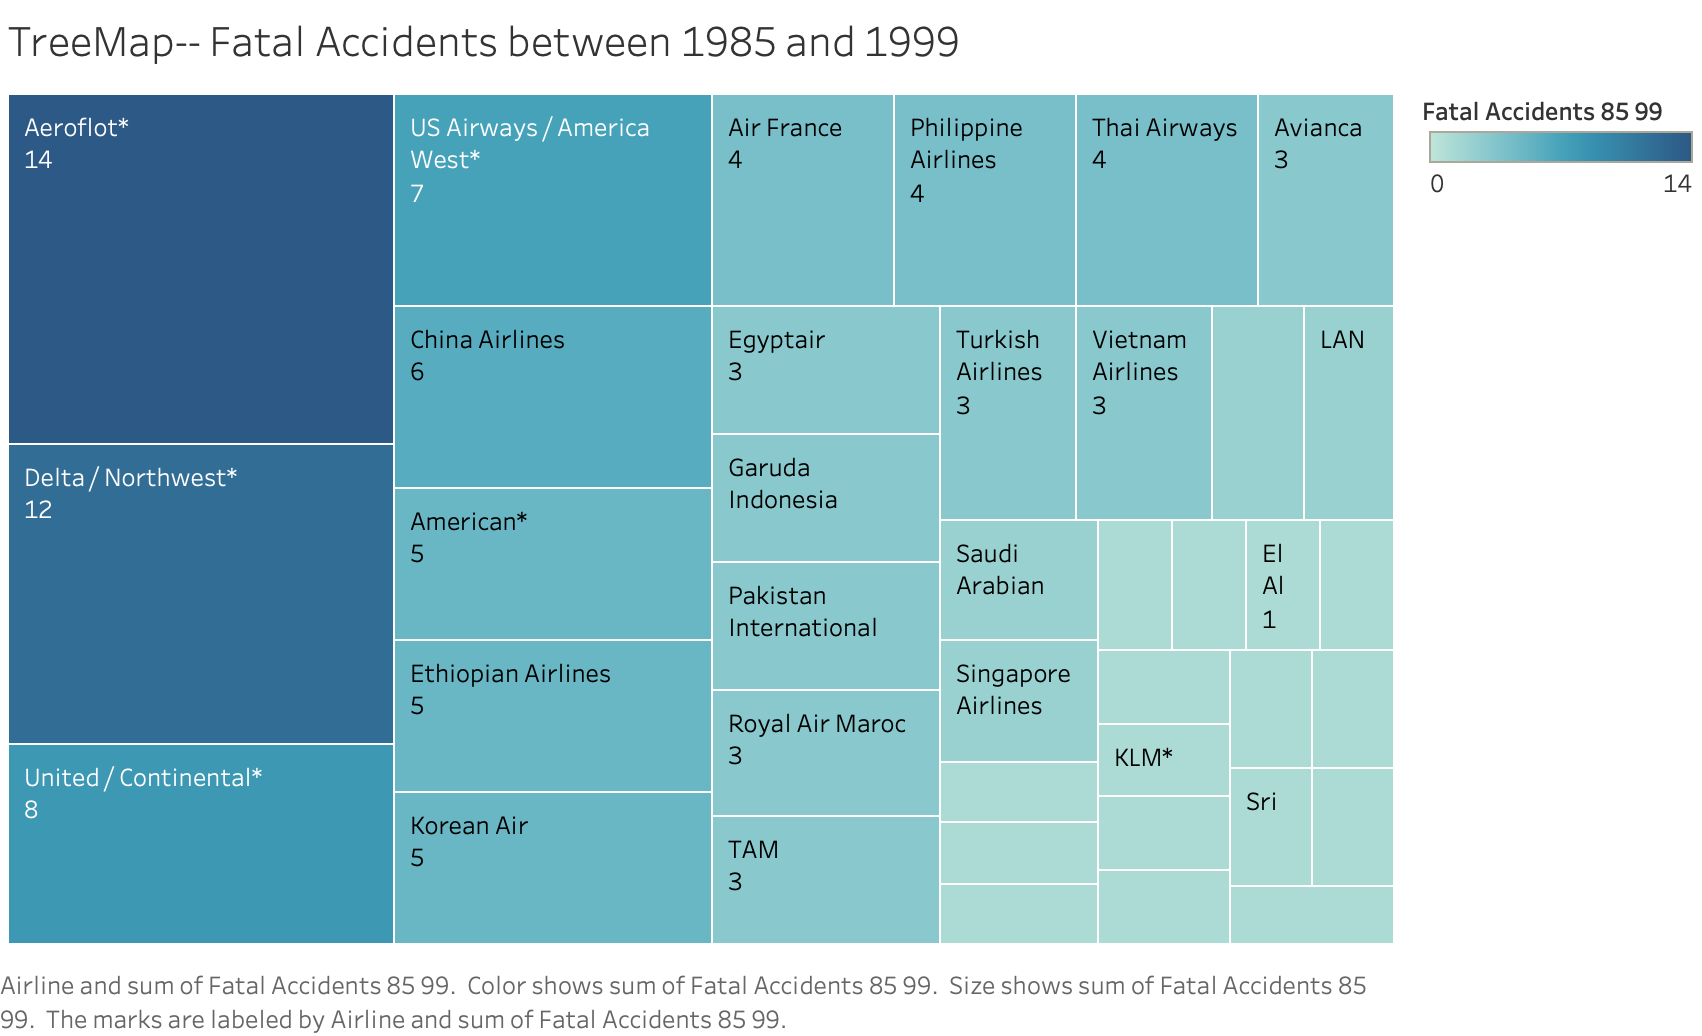 TreeMap-- Fatal Accidents between 1985 and 1999
Aeroflot*
14
Delta / Northwest*
12
United / Continental*
8
US Airways / America
West*
7
China Airlines
6
American*
5
Ethiopian Airlines
5
Korean Air
5
Air France
4
Philippine
Airlines
4
Thai Airways
4
Avianca
3
Egyptair
3
Garuda
Indonesia
Pakistan
International
Royal Air Maroc
3
TAM
3
Turkish
Airlines
3
Vietnam
Airlines
3
LAN
Saudi
Arabian
Singapore
Airlines
El
Al
1
KLM*
Sri
Fatal Accidents 85 99
0
14
Airline and sum of Fatal Accidents 85 99.  Color shows sum of Fatal Accidents 85 99.  Size shows sum of Fatal Accidents 85
99.  The marks are labeled by Airline and sum of Fatal Accidents 85 99.